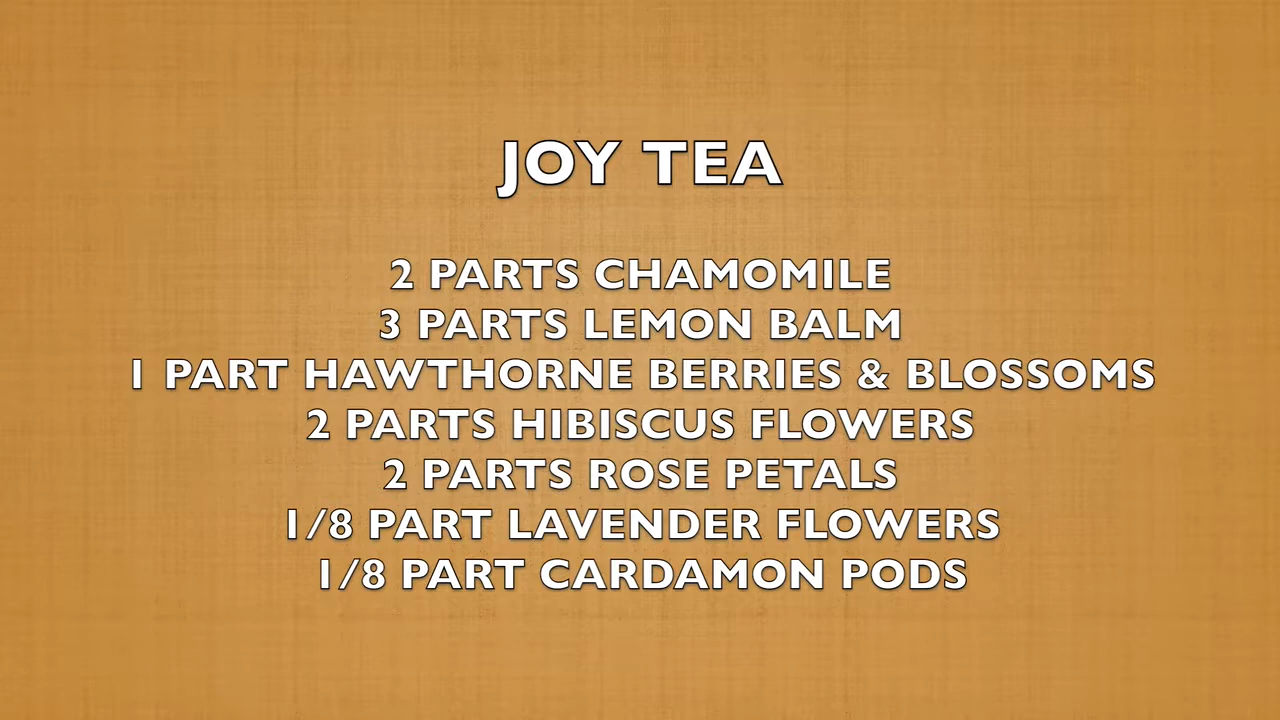 JOY TEA
2 PARTS CHAMOMILE
3 PARTS LEMON BALM
1 PART HAWTHORNE BERRIES & BLOSSOMS
2 PARTS HIBISCUS FLOWERS
2 PARTS ROSE PETALS
1/8 PART LAVENDER FLOWERS
1/8 PART CARDAMON PODS